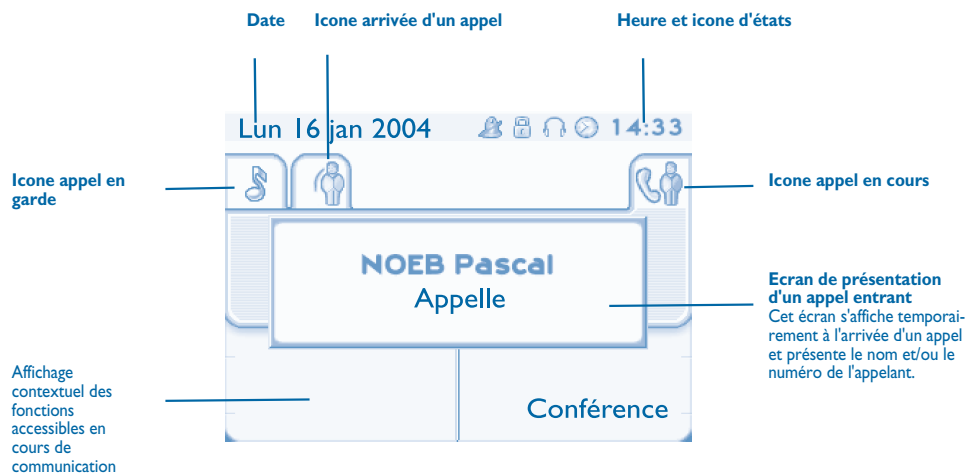 Date
Icone arrivée d'un appel
Heure et icone d'états
Lun 16 jan 2004
14:33
Icone appel en
garde
Icone appel en cours
NOEB Pascal
Appelle
Ecran de présentation
d'un appel entrant
Cet écran s'affiche temporai-
rement à l'arrivée d'un appel
et présente le nom et/ou le
numéro de l'appelant.
Affichage
contextuel des
fonctions
accessibles en
cours de
communication
Conférence